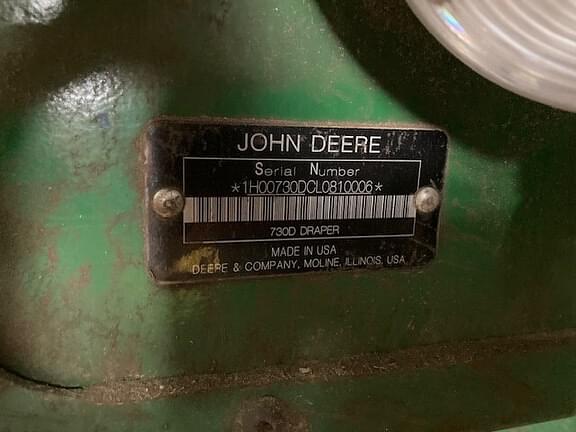 JOHN DEERE
Serial Number
*1H00730DCL0810006*
730D DRAPER
MADE IN USA
DEERE & COMPANY, MOLINE, ILLINOIS, USA